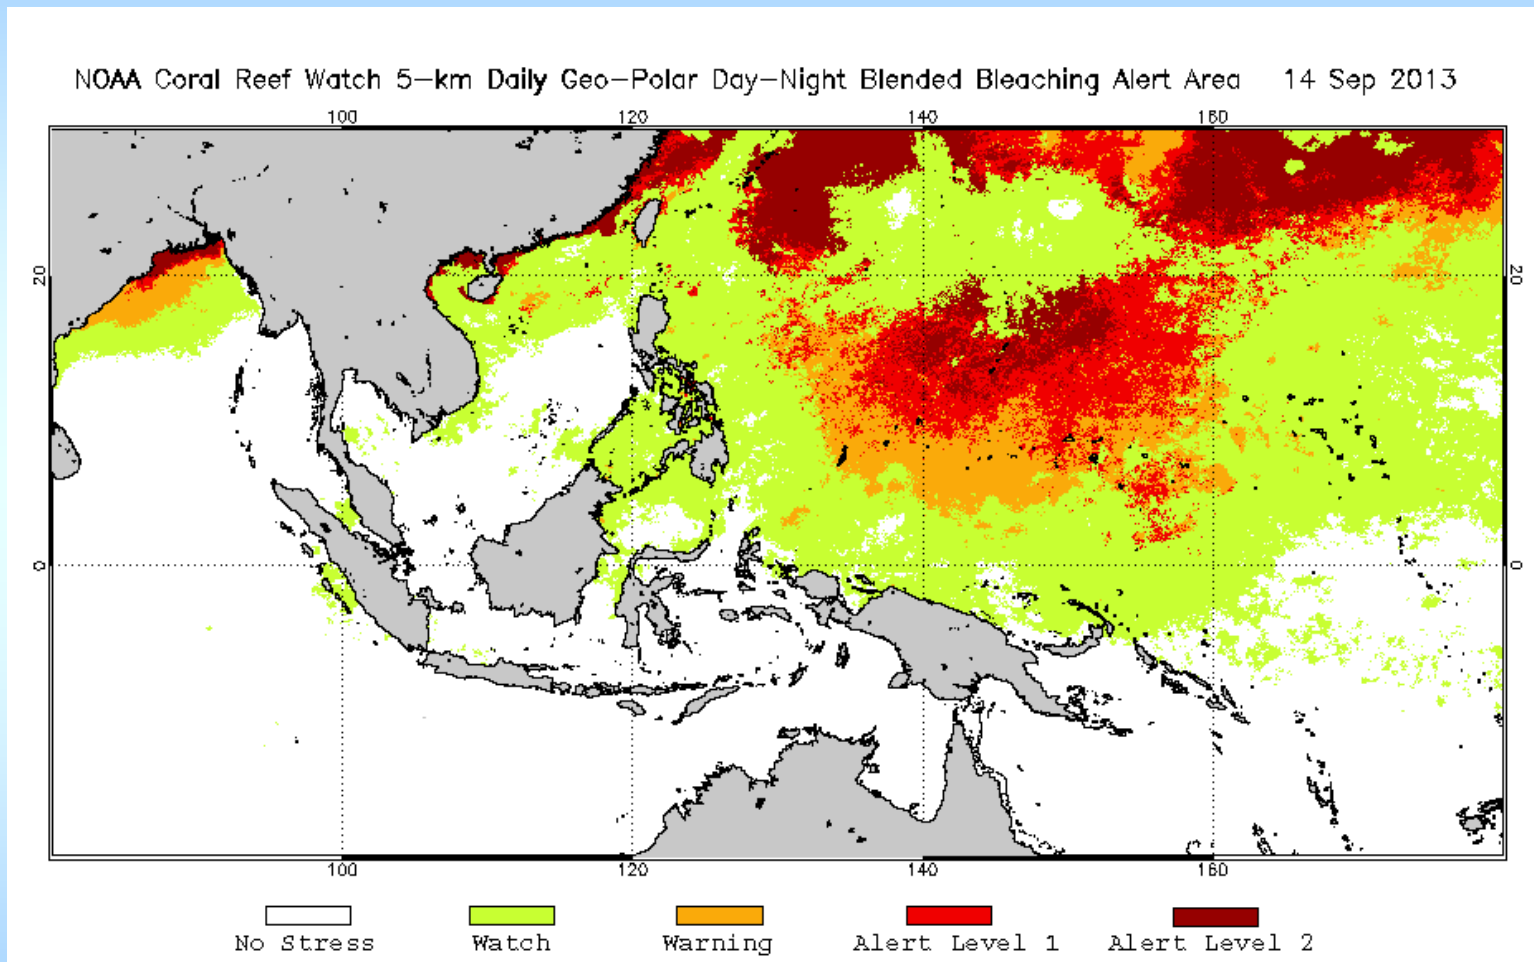 NOAA Coral Reef Watch 5-km Daily Geo-Polar Day-Night Blended Bleaching Alert Area 14 Sep 2013
100 120 140 160
20 20
0 0
100 120 140 160
No Stress Watch Warning Alert Level 1 Alert Level 2